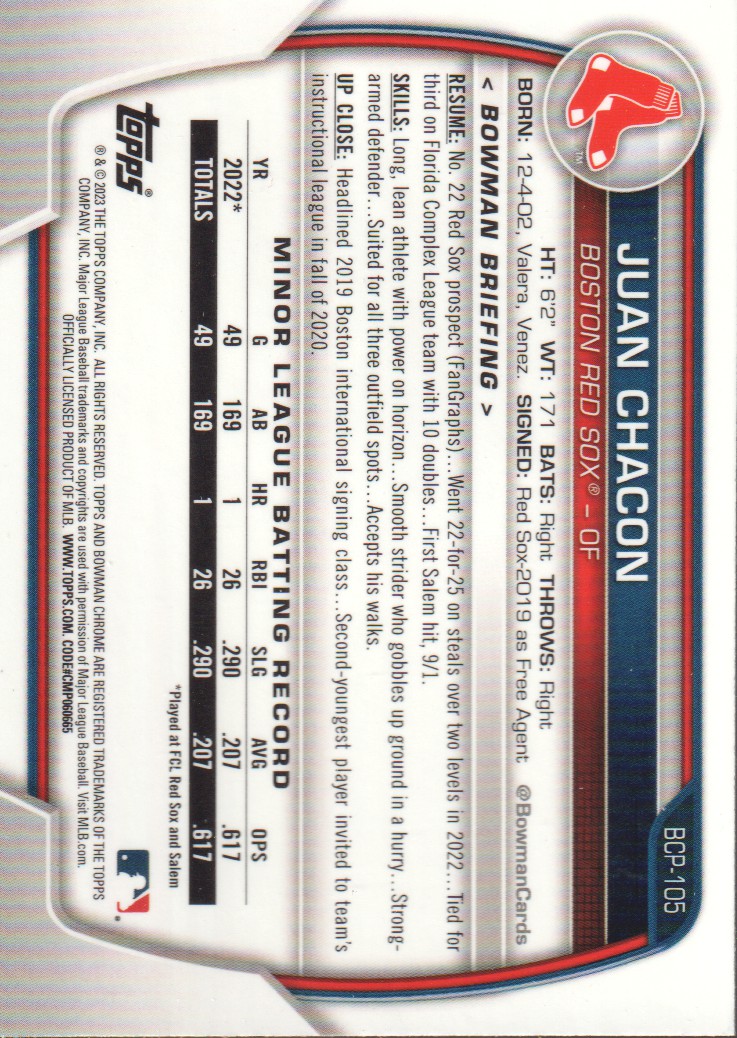 BCP-105
JUAN CHACON
BOSTON RED SOX® – OF
HT: 6'2" WT: 171 BATS: Right THROWS: Right
BORN: 12-4-02, Valera, Venez. SIGNED: Red Sox-2019 as Free Agent @BowmanCards
< BOWMAN BRIEFING >
RESUME: No. 22 Red Sox prospect (FanGraphs)...Went 22-for-25 on steals over two levels in 2022...Tied for
third on Florida Complex League team with 10 doubles...First Salem hit, 9/1.
SKILLS: Long, lean athlete with power on horizon...Smooth strider who gobbles up ground in a hurry...Strong-
armed defender...Suited for all three outfield spots...Accepts his walks.
UP CLOSE: Headlined 2019 Boston international signing class...Second-youngest player invited to team's
instructional league in fall of 2020.
MINOR LEAGUE BATTING RECORD
YR G AB HR RBI SLG AVG OPS
2022* 49 169 1 26 .290 .207 .617
TOTALS 49 169 1 26 .290 .207 .617
*Played at FCL Red Sox and Salem
topps®
® & © 2023 THE TOPPS COMPANY, INC. ALL RIGHTS RESERVED. TOPPS AND BOWMAN CHROME ARE REGISTERED TRADEMARKS OF THE TOPPS
COMPANY, INC. Major League Baseball trademarks and copyrights are used with permission of Major League Baseball. Visit MLB.com.
OFFICIALLY LICENSED PRODUCT OF MLB. WWW.TOPPS.COM. CODE#CMP060665
TM
®